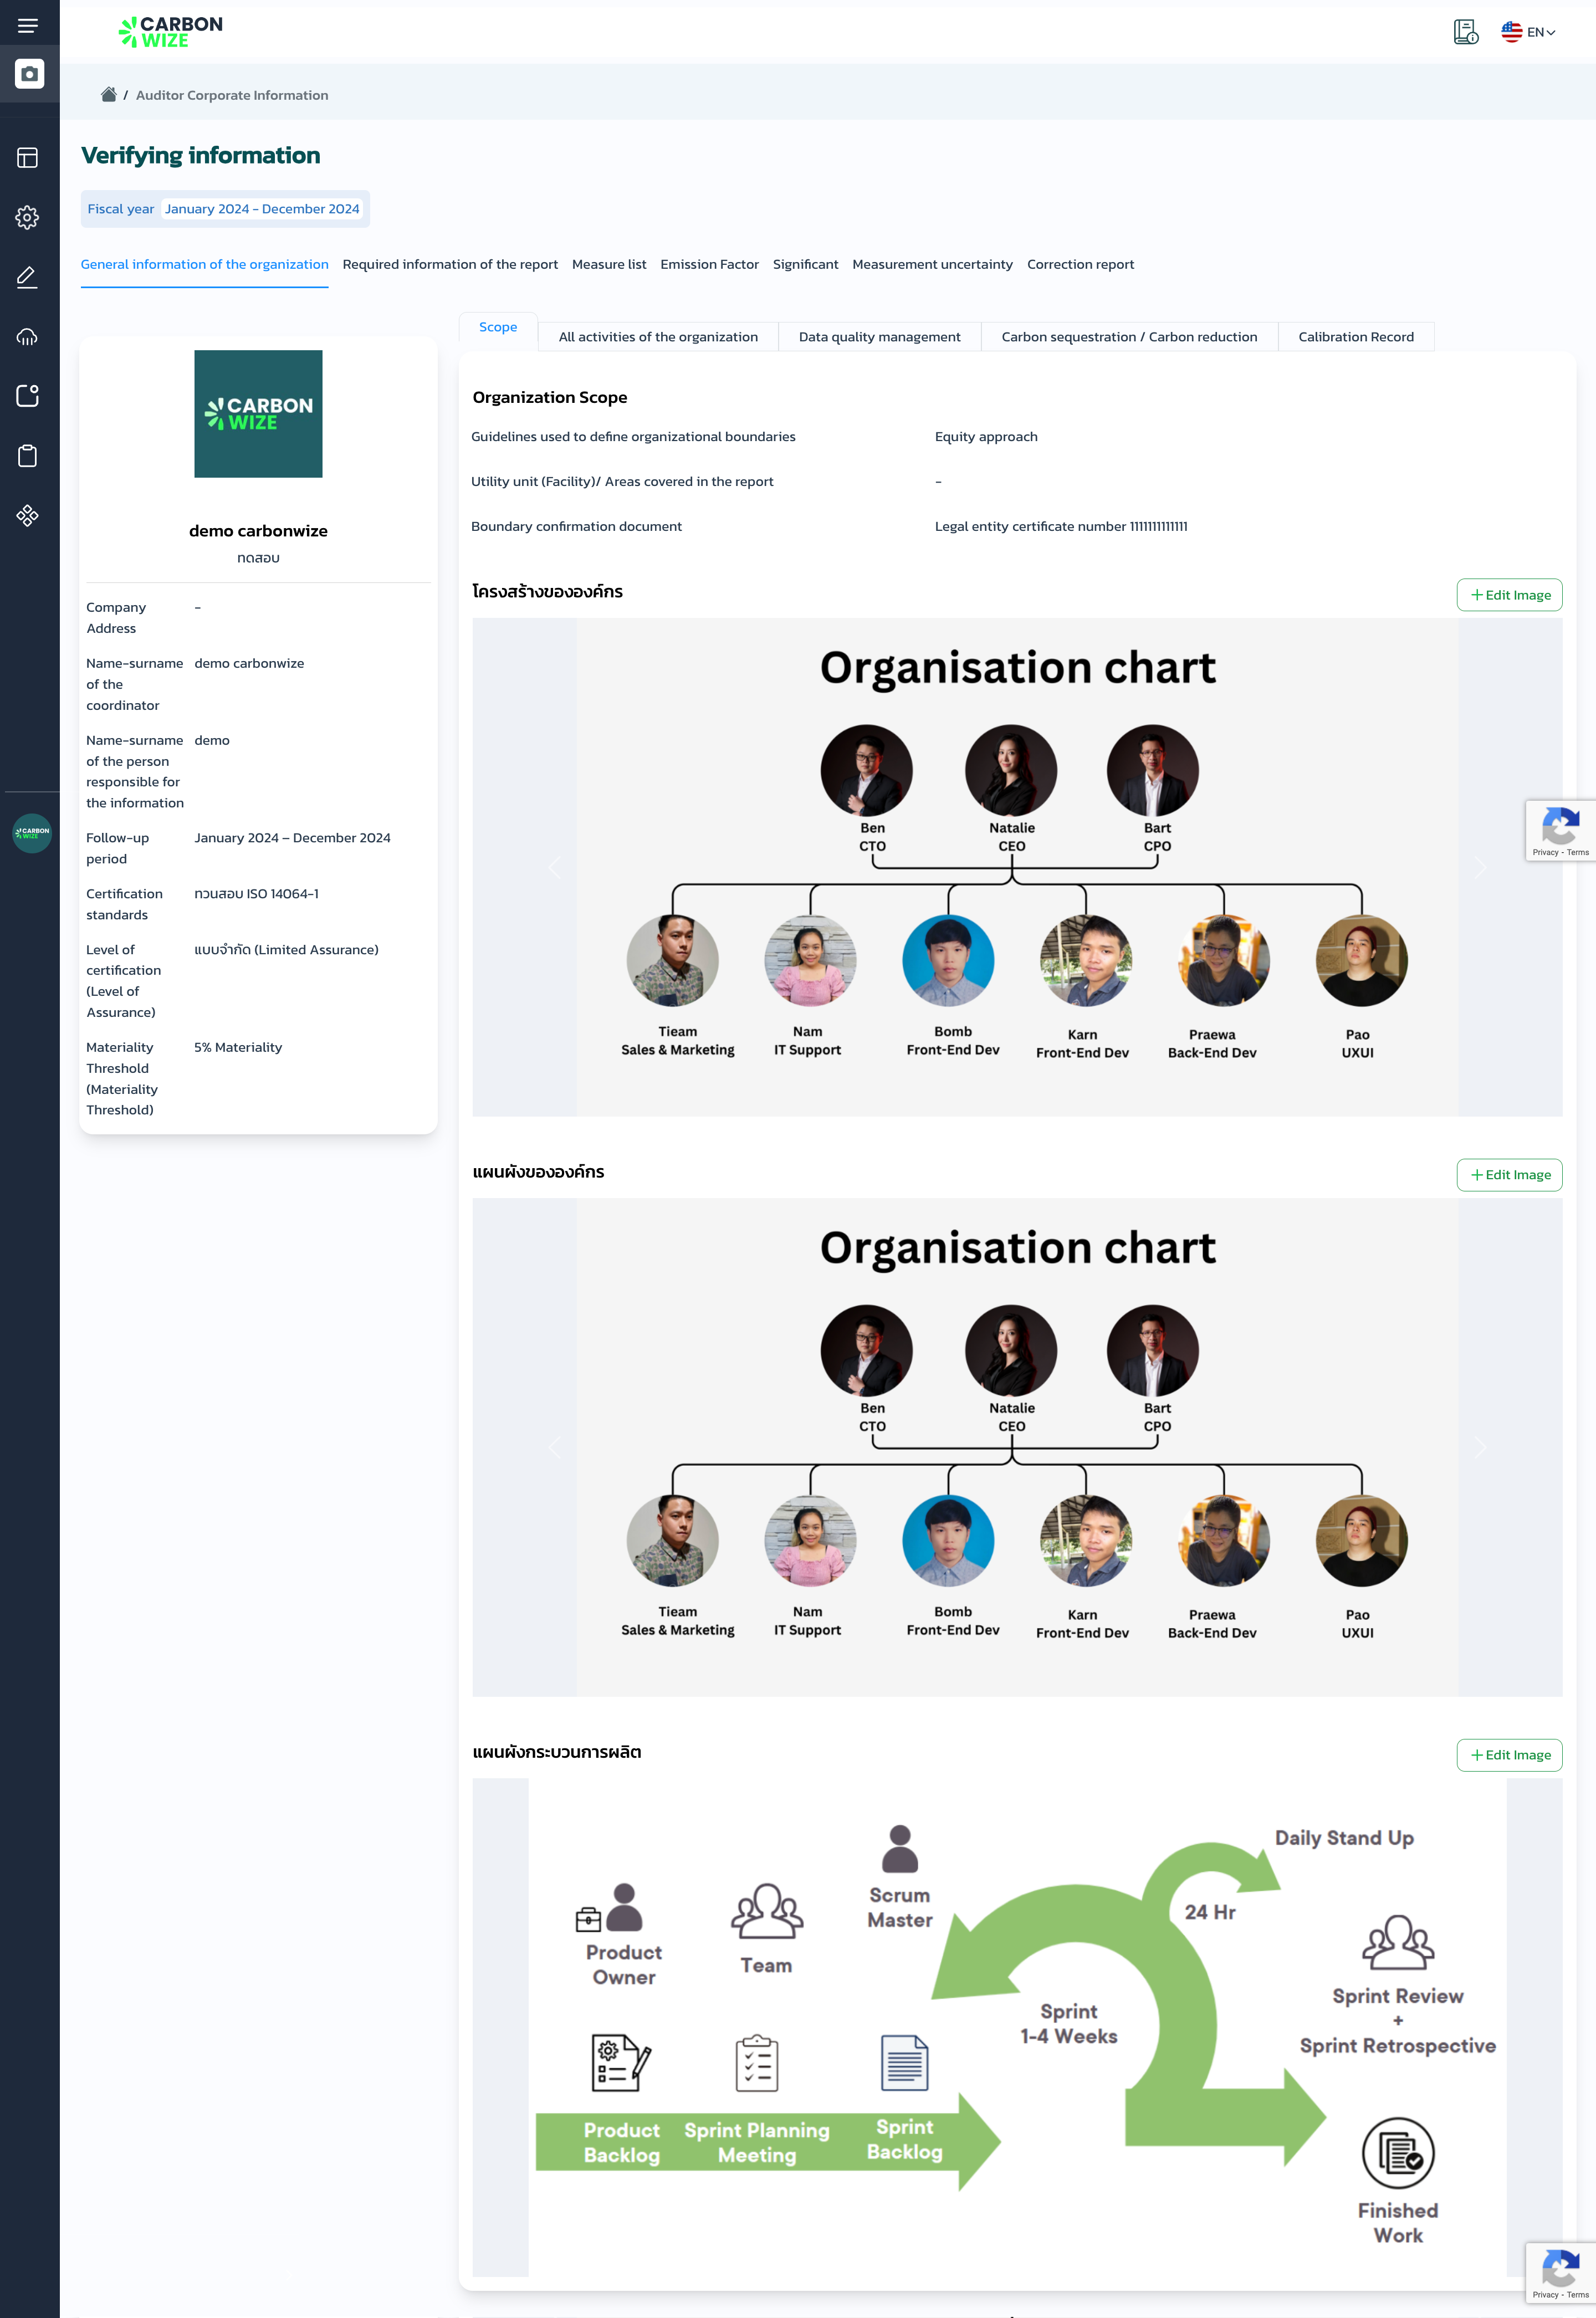 CARBON
WIZE
EN
/ Auditor Corporate Information
Verifying information
Fiscal year January 2024 - December 2024
General information of the organization Required information of the report Measure list Emission Factor Significant Measurement uncertainty Correction report
CARBON
WIZE
demo carbonwize
ทดสอบ
Company Address
-
Name-surname of the coordinator
demo carbonwize
Name-surname of the person responsible for the information
demo
Follow-up period
January 2024 – December 2024
Certification standards
ทวนสอบ ISO 14064-1
Level of certification (Level of Assurance)
แบบจำกัด (Limited Assurance)
Materiality Threshold (Materiality Threshold)
5% Materiality
Scope
All activities of the organization
Data quality management
Carbon sequestration / Carbon reduction
Calibration Record
Organization Scope
Guidelines used to define organizational boundaries
Equity approach
Utility unit (Facility)/ Areas covered in the report
-
Boundary confirmation document
Legal entity certificate number 1111111111111
โครงสร้างขององค์กร
+ Edit Image
Organisation chart
Ben
CTO
Natalie
CEO
Bart
CPO
Tieam
Sales & Marketing
Nam
IT Support
Bomb
Front-End Dev
Karn
Front-End Dev
Praewa
Back-End Dev
Pao
UXUI
แผนผังขององค์กร
+ Edit Image
Organisation chart
Ben
CTO
Natalie
CEO
Bart
CPO
Tieam
Sales & Marketing
Nam
IT Support
Bomb
Front-End Dev
Karn
Front-End Dev
Praewa
Back-End Dev
Pao
UXUI
แผนผังกระบวนการผลิต
+ Edit Image
Daily Stand Up
Scrum
Master
24 Hr
Product
Owner
Team
Sprint
1-4 Weeks
Sprint Review
+
Sprint Retrospective
Product
Backlog
Sprint Planning
Meeting
Sprint
Backlog
Finished
Work
CARBON
WIZE
Privacy - Terms
Privacy - Terms